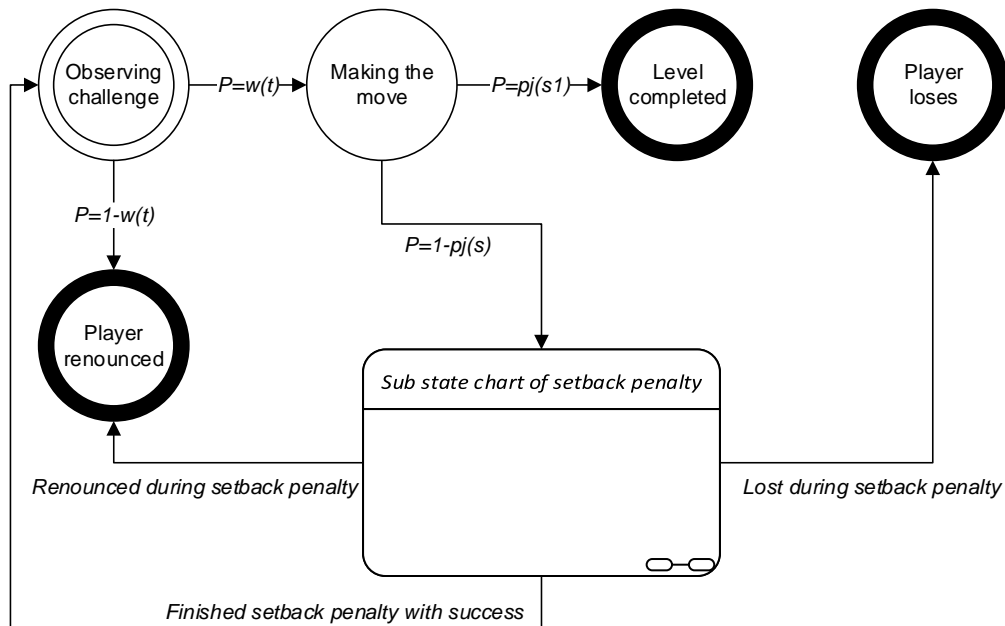 Observing
challenge
P=w(t)
Making the
move
P=pj(s1)
Level
completed
Player
loses
P=1-w(t)
P=1-pj(s)
Player
renounced
Sub state chart of setback penalty
Renounced during setback penalty
Lost during setback penalty
Finished setback penalty with success